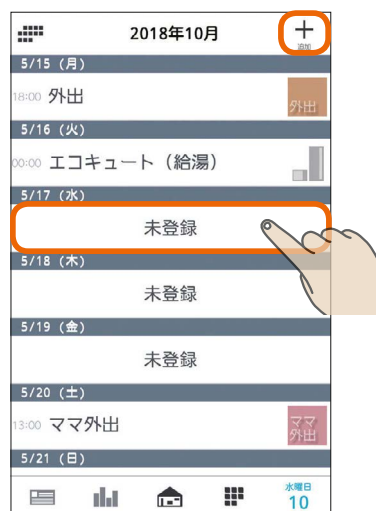 2018年10月
追加
5/15 (月)
18:00 外出
外出
5/16 (火)
00:00 エコキュート（給湯）
5/17 (水)
未登録
5/18 (木)
未登録
5/19 (金)
未登録
5/20 (土)
13:00 ママ外出
ママ
外出
5/21 (日)
水曜日
10